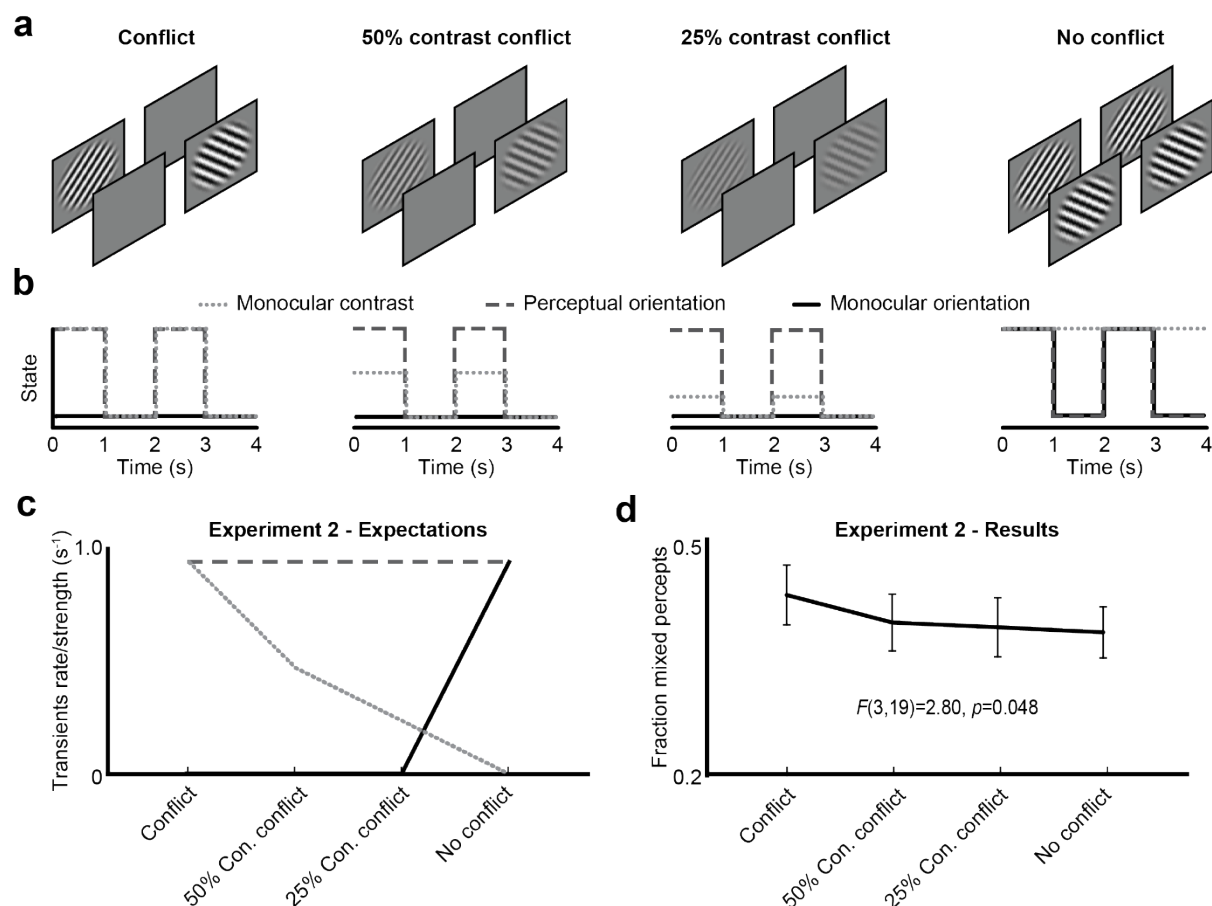 a
Conflict
50% contrast conflict
25% contrast conflict
No conflict
b
Monocular contrast
Perceptual orientation
Monocular orientation
State
0 1 2 3 4
Time (s)
0 1 2 3 4
Time (s)
0 1 2 3 4
Time (s)
0 1 2 3 4
Time (s)
c
Experiment 2 - Expectations
Transients rate/strength (s⁻¹)
1.0
0
Conflict
50% Con. conflict
25% Con. conflict
No conflict
d
Experiment 2 - Results
Fraction mixed percepts
0.5
0.2
F(3,19)=2.80, p=0.048
Conflict
50% Con. conflict
25% Con. conflict
No conflict